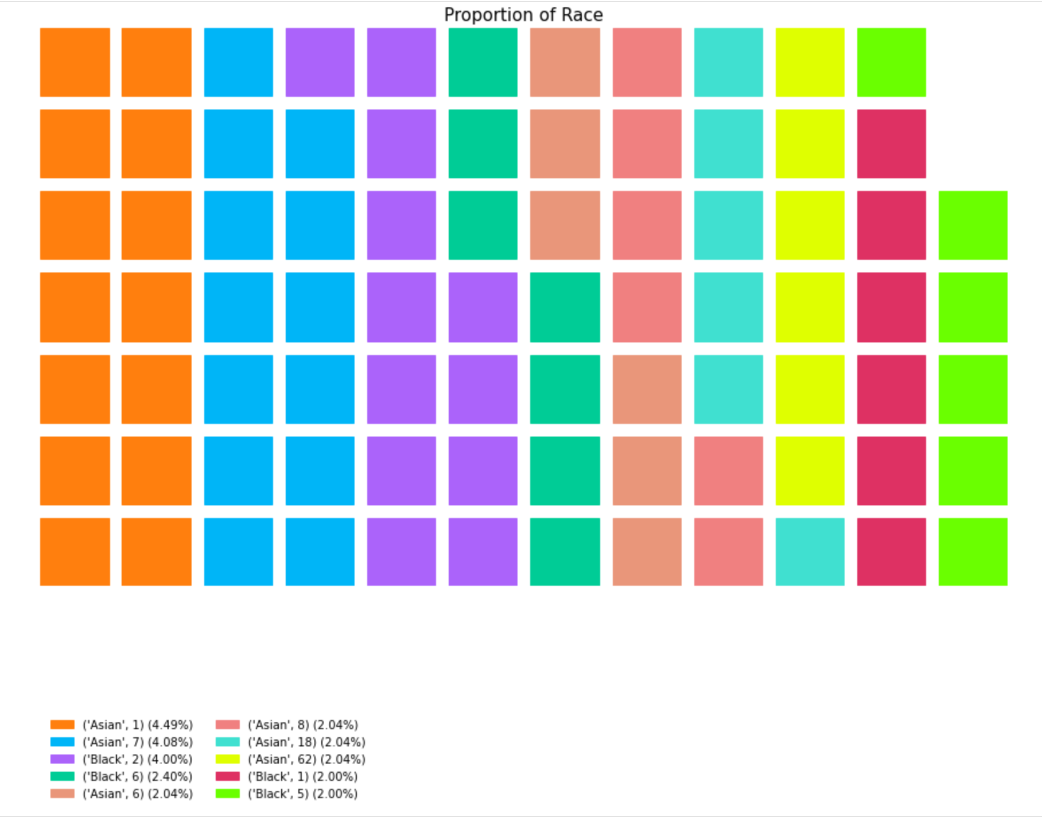 Proportion of Race
('Asian', 1) (4.49%)
('Asian', 7) (4.08%)
('Black', 2) (4.00%)
('Black', 6) (2.40%)
('Asian', 6) (2.04%)
('Asian', 8) (2.04%)
('Asian', 18) (2.04%)
('Asian', 62) (2.04%)
('Black', 1) (2.00%)
('Black', 5) (2.00%)